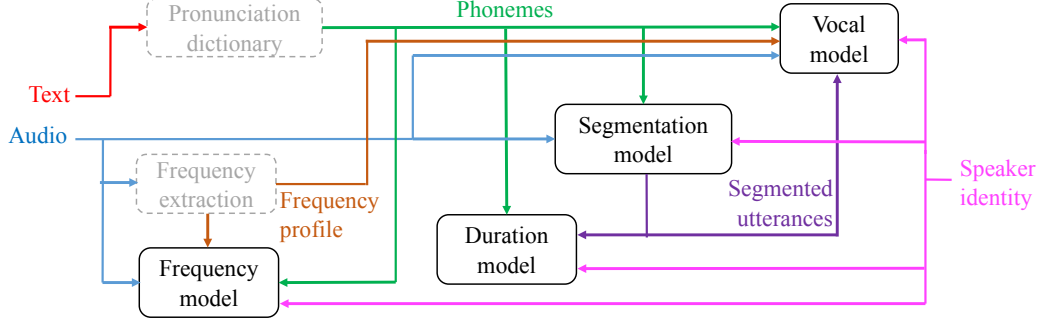 Pronunciation
dictionary
Phonemes
Vocal
model
Text
Audio
Segmentation
model
Frequency
extraction
Frequency
profile
Segmented
utterances
Speaker
identity
Duration
model
Frequency
model